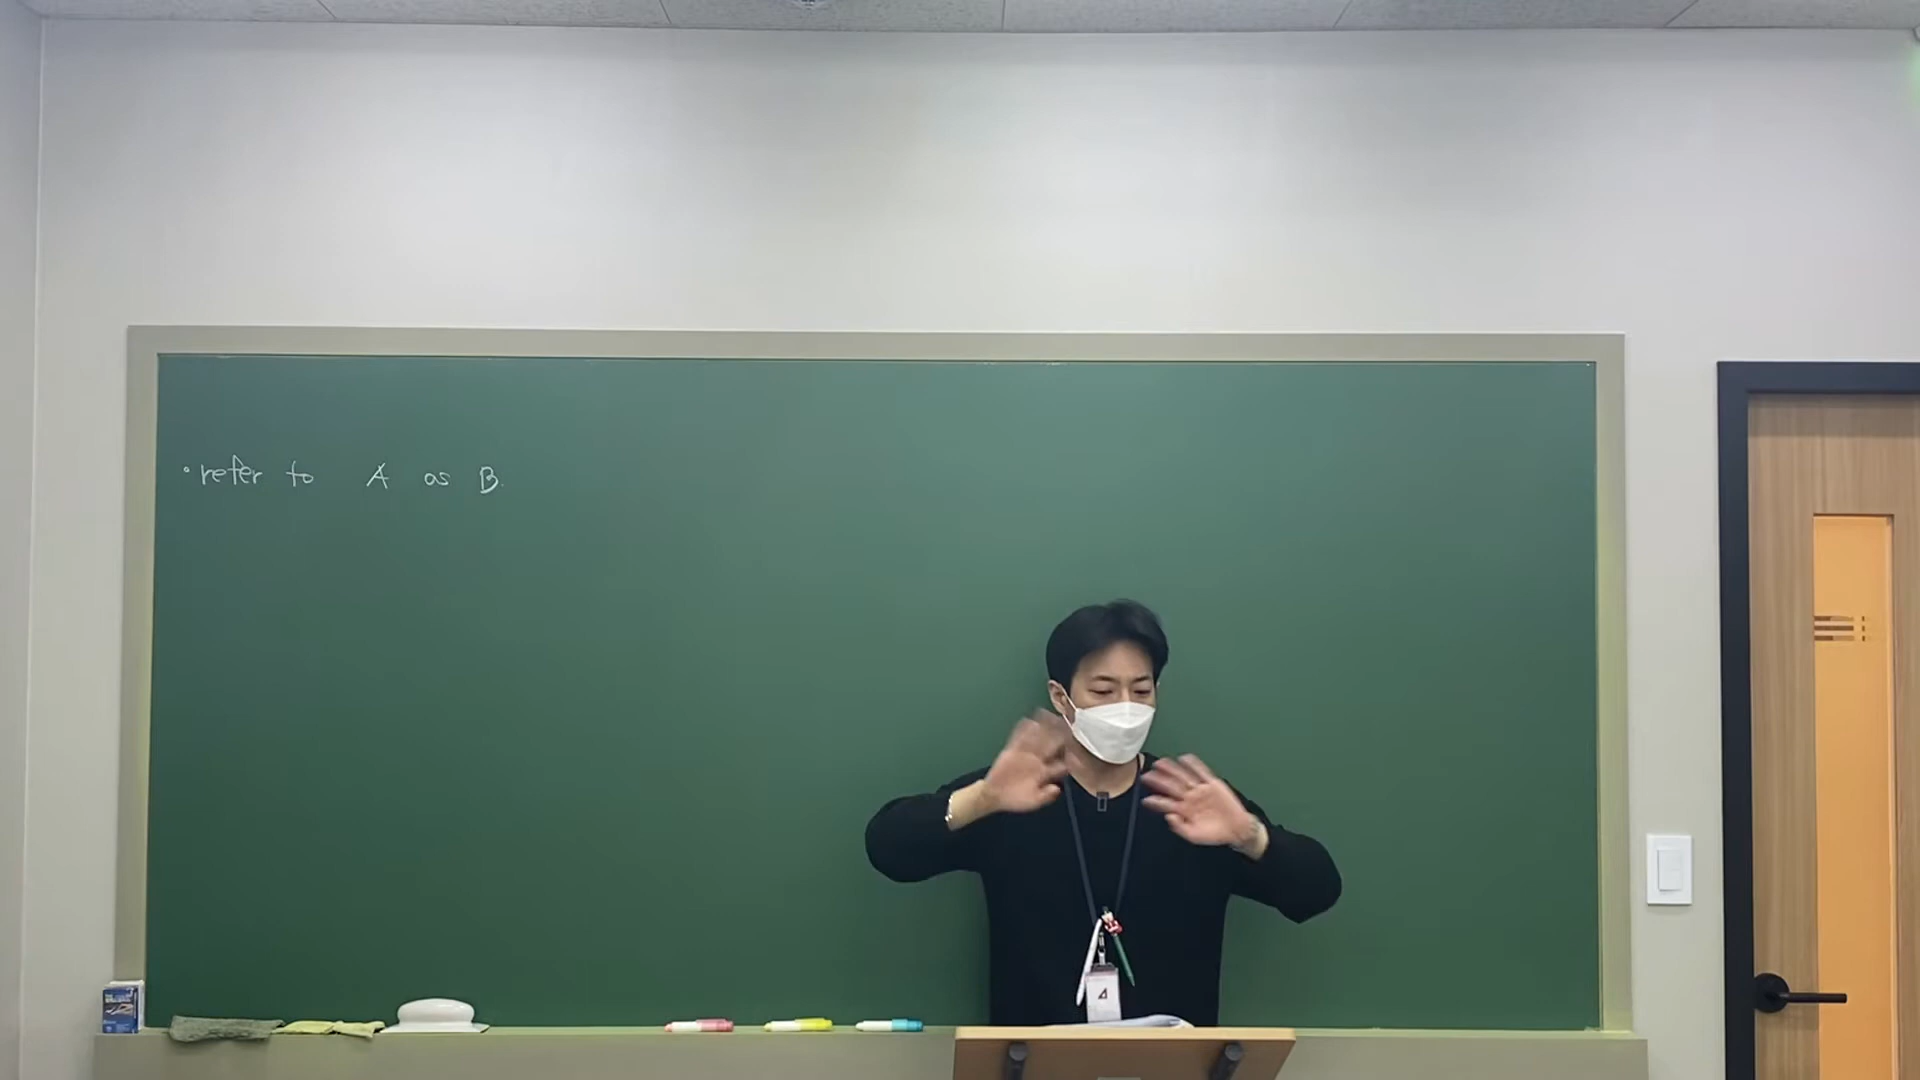 • refer to A as B.